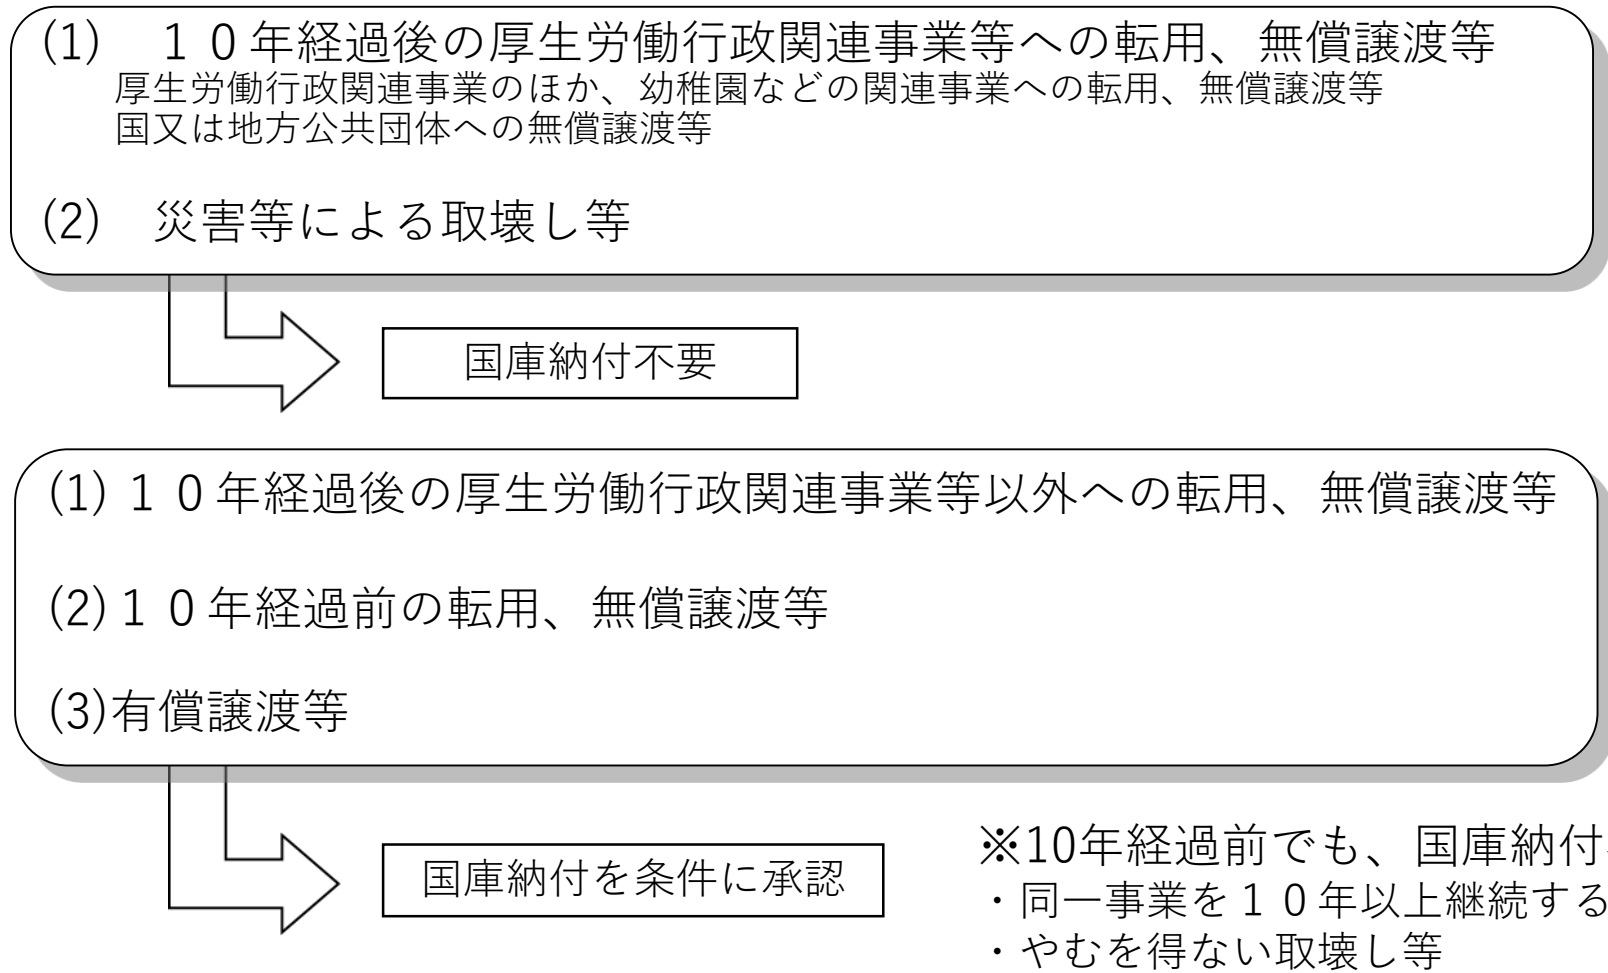 (1)　１０年経過後の厚生労働行政関連事業等への転用、無償譲渡等
厚生労働行政関連事業のほか、幼稚園などの関連事業への転用、無償譲渡等
国又は地方公共団体への無償譲渡等
(2)　災害等による取壊し等
国庫納付不要
(1)１０年経過後の厚生労働行政関連事業等以外への転用、無償譲渡等
(2)１０年経過前の転用、無償譲渡等
(3)有償譲渡等
国庫納付を条件に承認
※10年経過前でも、国庫納付
・同一事業を１０年以上継続する
・やむを得ない取壊し等